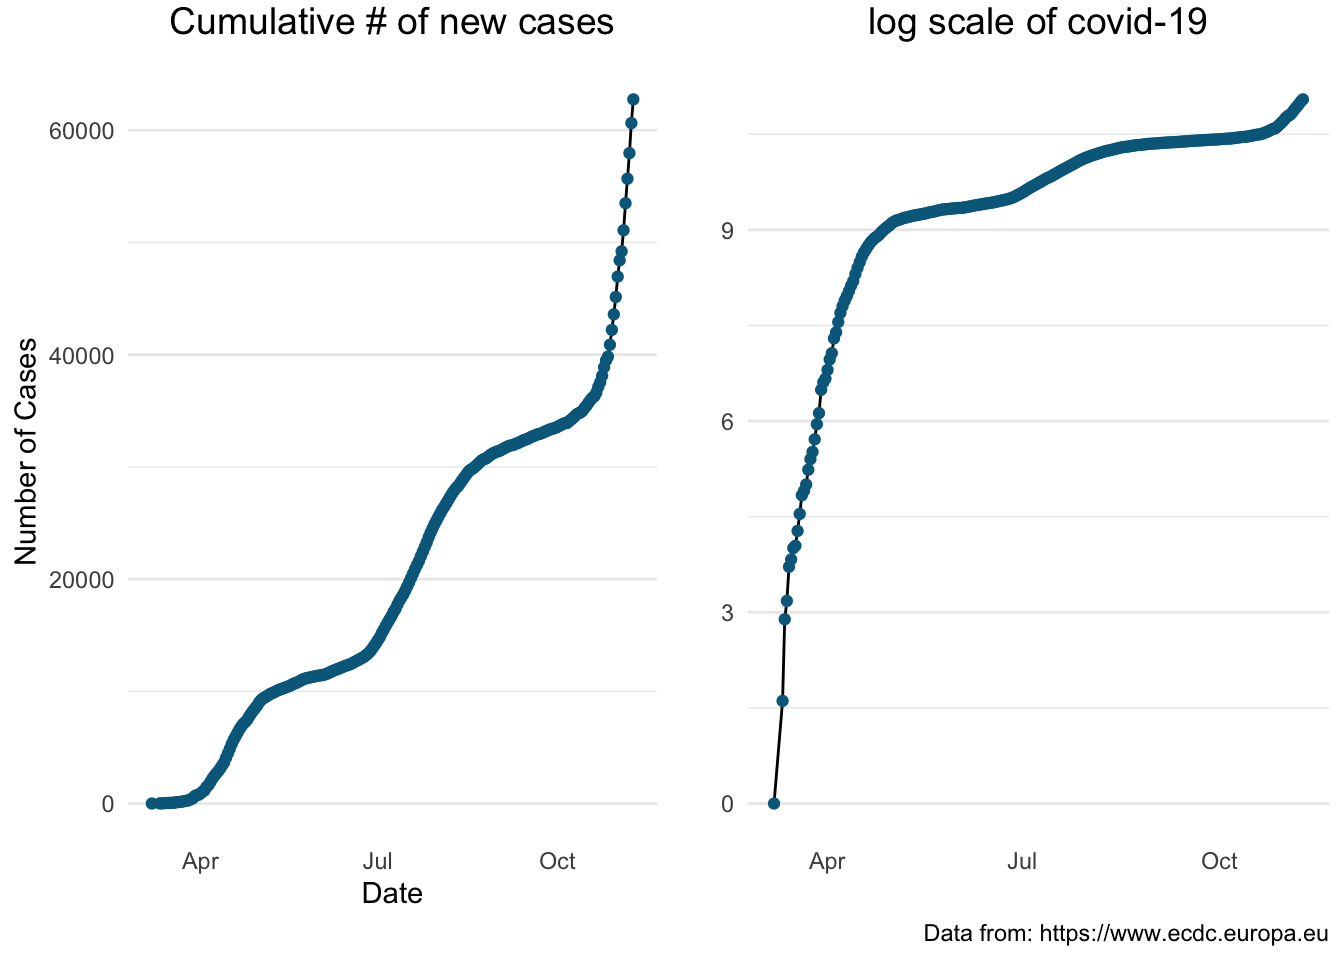 Cumulative # of new cases
log scale of covid-19
Number of Cases
60000
40000
20000
0
Apr
Jul
Oct
Date
9
6
3
0
Apr
Jul
Oct
Data from: https://www.ecdc.europa.eu